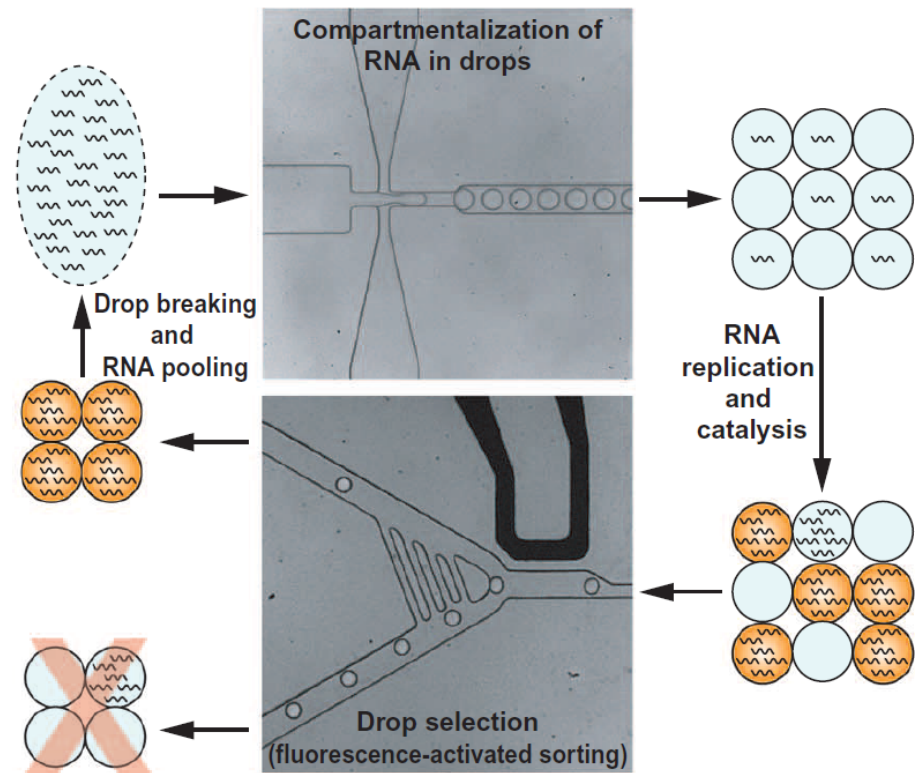 Compartmentalization of
RNA in drops
Drop breaking
and
RNA pooling
RNA
replication
and
catalysis
Drop selection
(fluorescence-activated sorting)